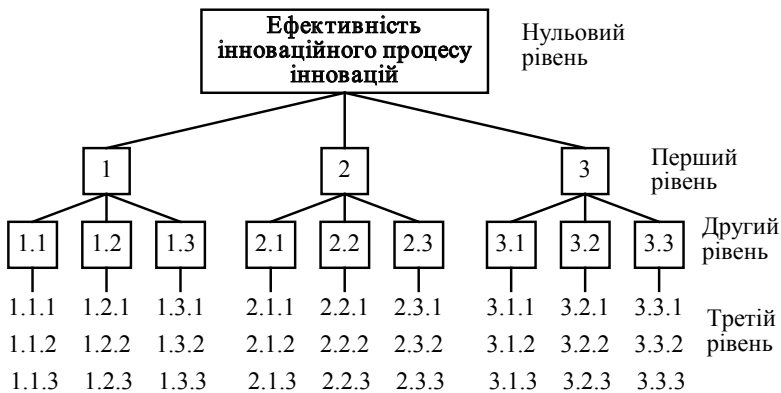 Ефективність
інноваційного процесу
інновацій
Нульовий
рівень
1 2 3
Перший
рівень
1.1 1.2 1.3 2.1 2.2 2.3 3.1 3.2 3.3
Другий
рівень
1.1.1 1.2.1 1.3.1 2.1.1 2.2.1 2.3.1 3.1.1 3.2.1 3.3.1
1.1.2 1.2.2 1.3.2 2.1.2 2.2.2 2.3.2 3.1.2 3.2.2 3.3.2
1.1.3 1.2.3 1.3.3 2.1.3 2.2.3 2.3.3 3.1.3 3.2.3 3.3.3
Третій
рівень